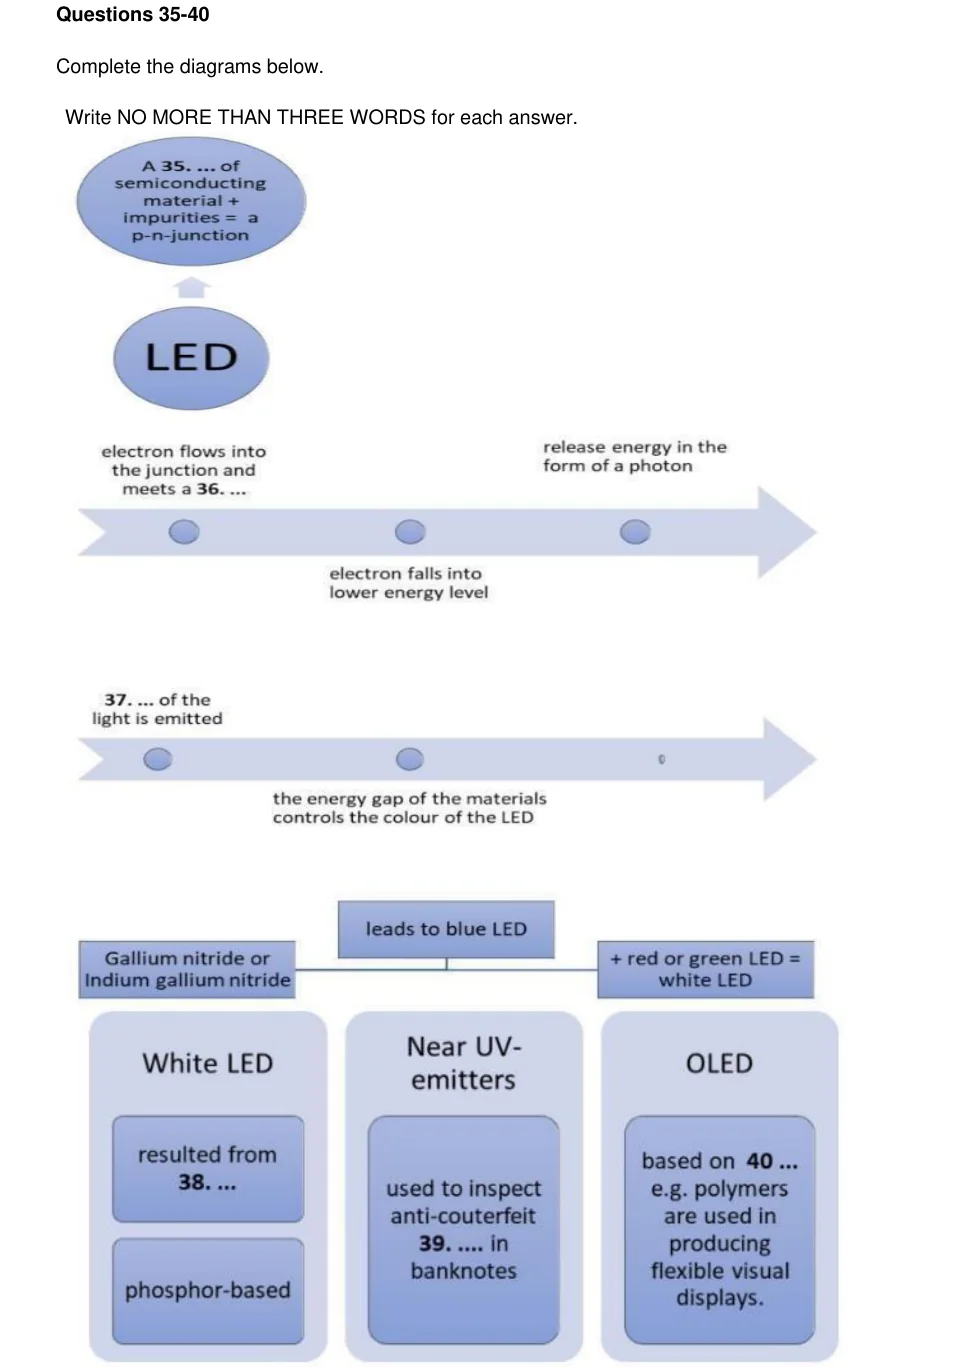 Questions 35-40
Complete the diagrams below.
Write NO MORE THAN THREE WORDS for each answer.
A 35. ... of
semiconducting
material +
impurities = a
p-n-junction
LED
electron flows into
the junction and
meets a 36. ...
release energy in the
form of a photon
electron falls into
lower energy level
37. ... of the
light is emitted
the energy gap of the materials
controls the colour of the LED
leads to blue LED
Gallium nitride or
Indium gallium nitride
+ red or green LED =
white LED
White LED
resulted from
38. ...
phosphor-based
Near UV-
emitters
used to inspect
anti-couterfeit
39. .... in
banknotes
OLED
based on 40 ...
e.g. polymers
are used in
producing
flexible visual
displays.